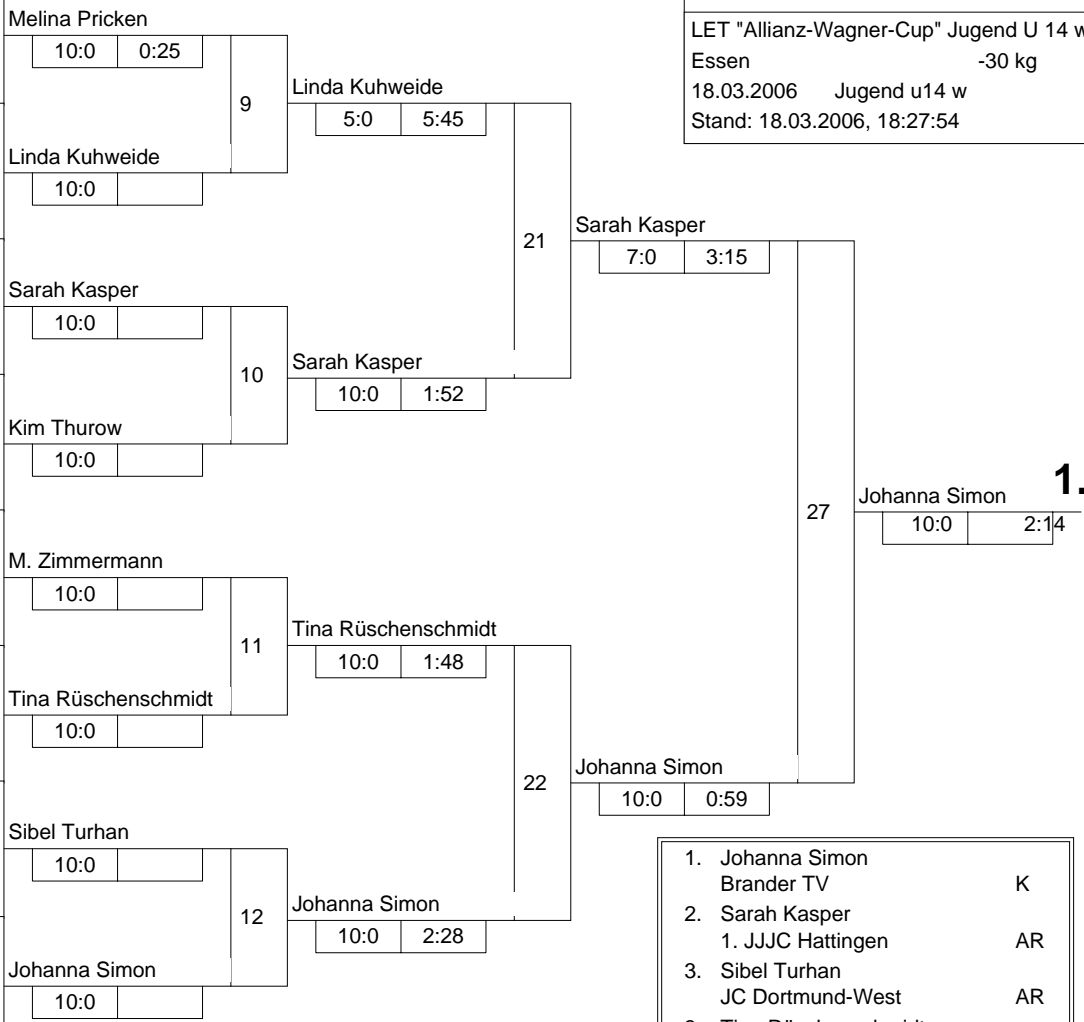 Melina Pricken
10:0 0:25
9
Linda Kuhweide
10:0
Linda Kuhweide
5:0 5:45
LET "Allianz-Wagner-Cup" Jugend U 14 w
Essen -30 kg
18.03.2006 Jugend u14 w
Stand: 18.03.2006, 18:27:54
21
Sarah Kasper
7:0 3:15
Sarah Kasper
10:0
10
Kim Thurow
10:0
Sarah Kasper
10:0 1:52
27
Johanna Simon 1.
10:0 2:14
M. Zimmermann
10:0
11
Tina Rüschenschmidt
10:0
Tina Rüschenschmidt
10:0 1:48
22
Johanna Simon
10:0 0:59
Sibel Turhan
10:0
12
Johanna Simon
10:0
Johanna Simon
10:0 2:28
1. Johanna Simon
Brander TV K
2. Sarah Kasper
1. JJJC Hattingen AR
3. Sibel Turhan
JC Dortmund-West AR